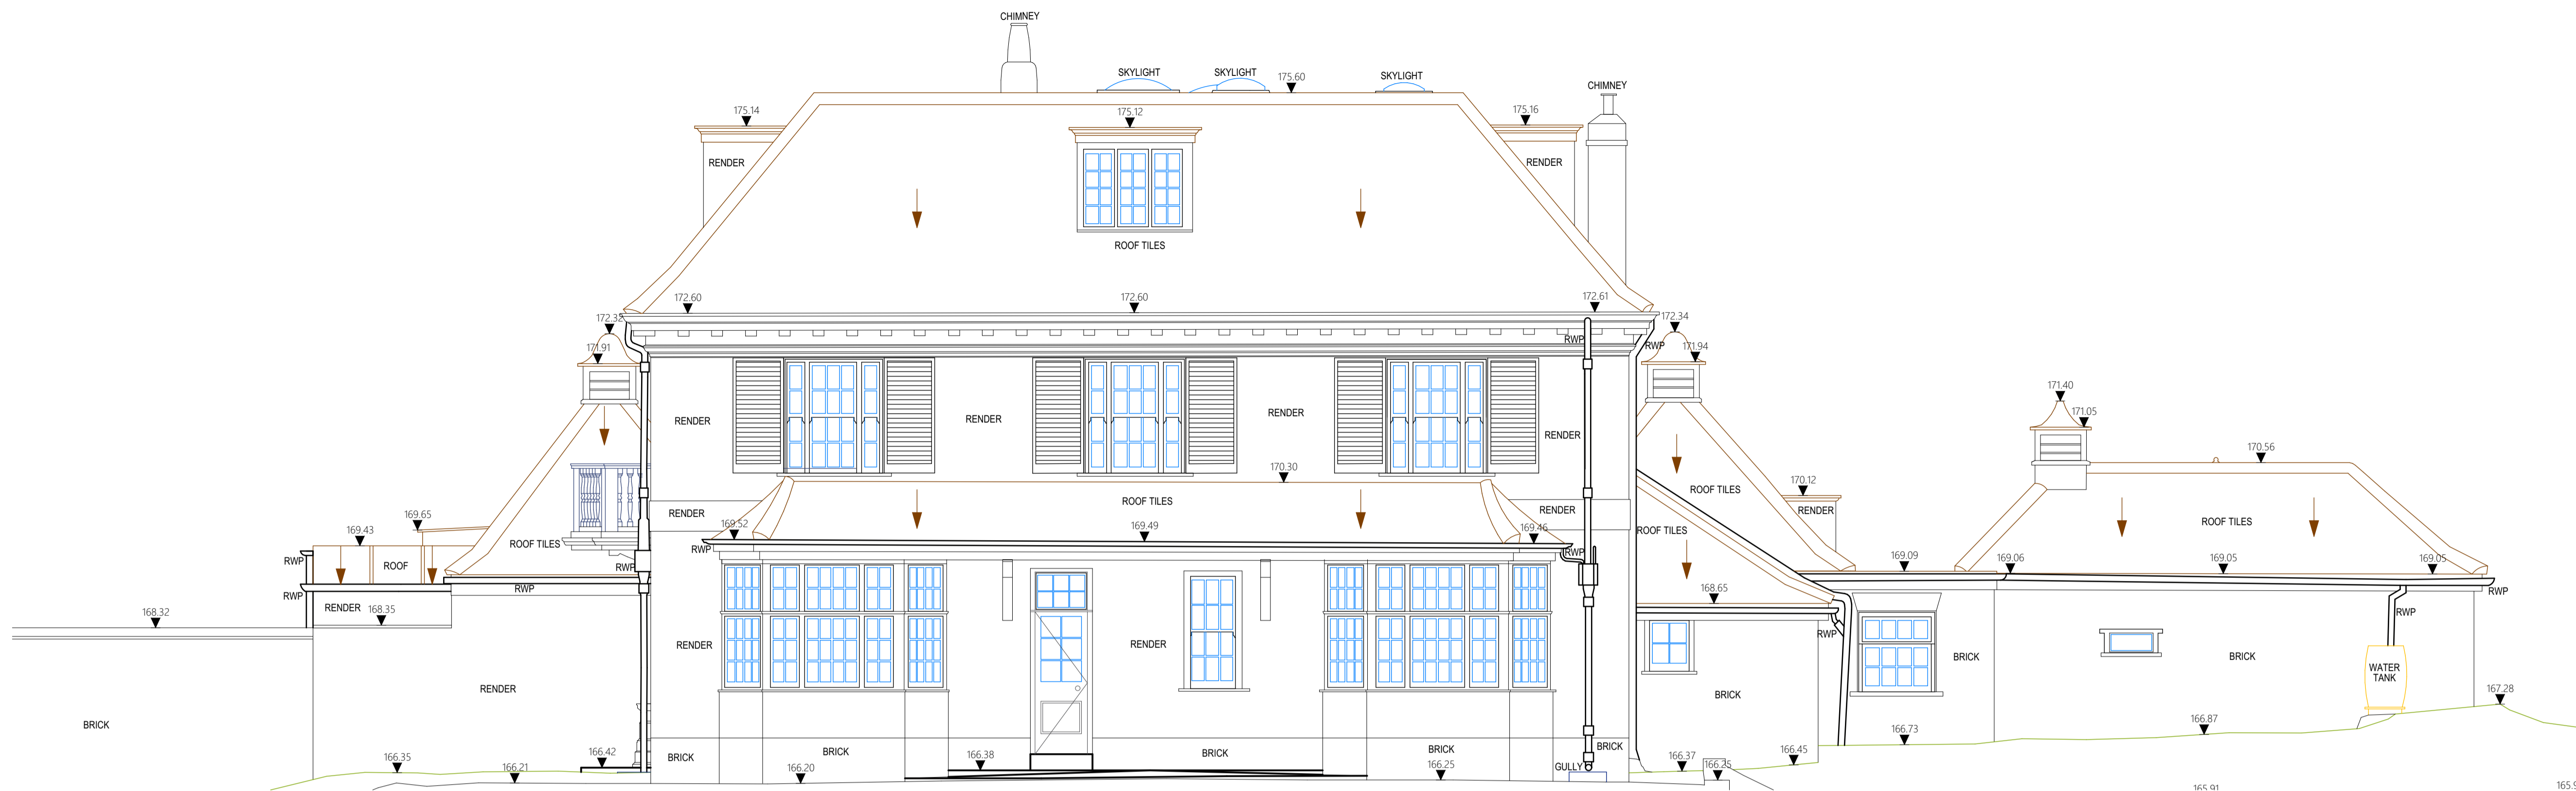 CHIMNEY
SKYLIGHT
SKYLIGHT
175.60
SKYLIGHT
CHIMNEY
175.14
175.12
175.16
RENDER
RENDER
ROOF TILES
172.60
172.60
172.61
172.32
172.34
171.91
RWP
RWP
171.94
171.40
171.05
RENDER
RENDER
RENDER
RENDER
170.30
170.56
ROOF TILES
170.12
ROOF TILES
RENDER
RENDER
RENDER
169.65
169.43
169.52
169.49
169.46
ROOF TILES
ROOF TILES
ROOF TILES
RWP
ROOF
RWP
RWP
RWP
169.09
169.06
169.05
169.05
RWP
RWP
RWP
168.65
RENDER
168.35
168.32
RWP
RWP
RENDER
RENDER
BRICK
BRICK
WATER
TANK
RENDER
BRICK
BRICK
167.28
166.87
166.73
BRICK
BRICK
BRICK
BRICK
BRICK
166.42
166.38
GULLY
166.35
166.21
166.20
166.25
166.37
166.25
166.45